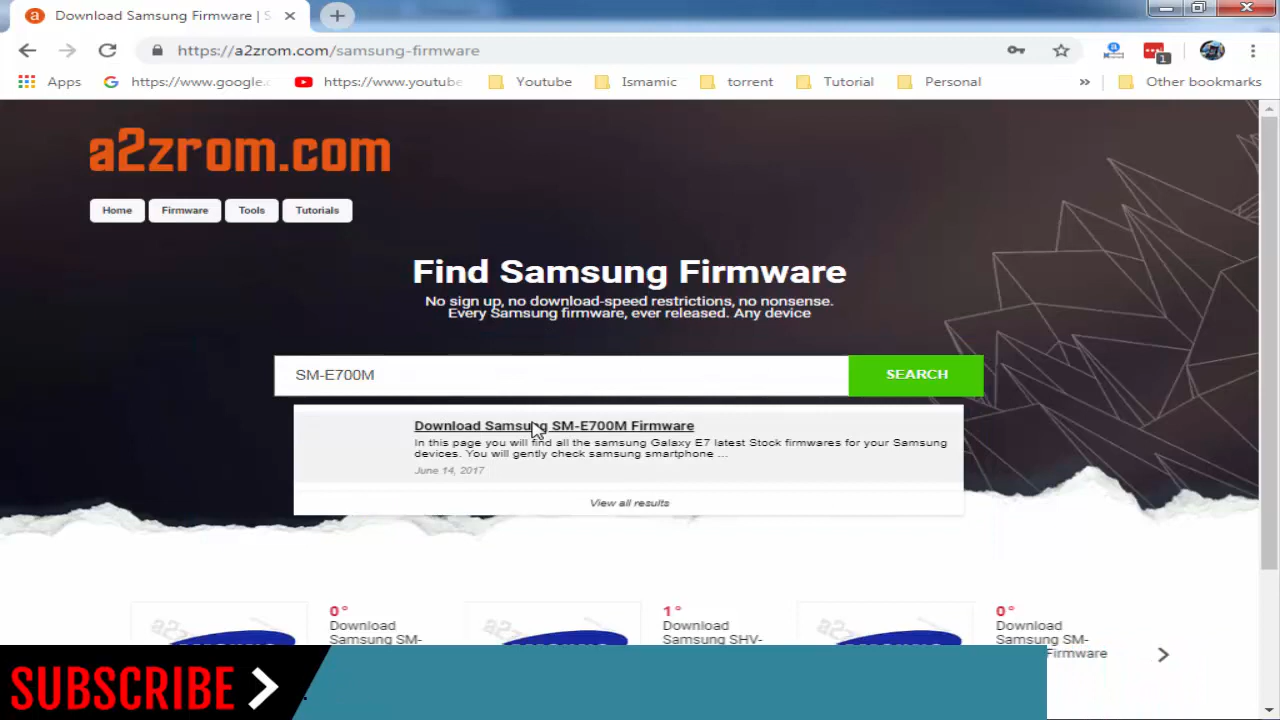 Download Samsung Firmware | S
https://a2zrom.com/samsung-firmware
1
Apps
https://www.google.c
https://www.youtube
Youtube
Ismamic
torrent
Tutorial
Personal
»
Other bookmarks
a2zrom.com
Home
Firmware
Tools
Tutorials
Find Samsung Firmware
No sign up, no download-speed restrictions, no nonsense.
Every Samsung firmware, ever released. Any device
SM-E700M
SEARCH
Download Samsung SM-E700M Firmware
In this page you will find all the samsung Galaxy E7 latest Stock firmwares for your Samsung
devices. You will gently check samsung smartphone ...
June 14, 2017
View all results
0°
Download
Samsung SM-
1°
Download
Samsung SHV-
0°
Download
Samsung SM-
Firmware
SUBSCRIBE